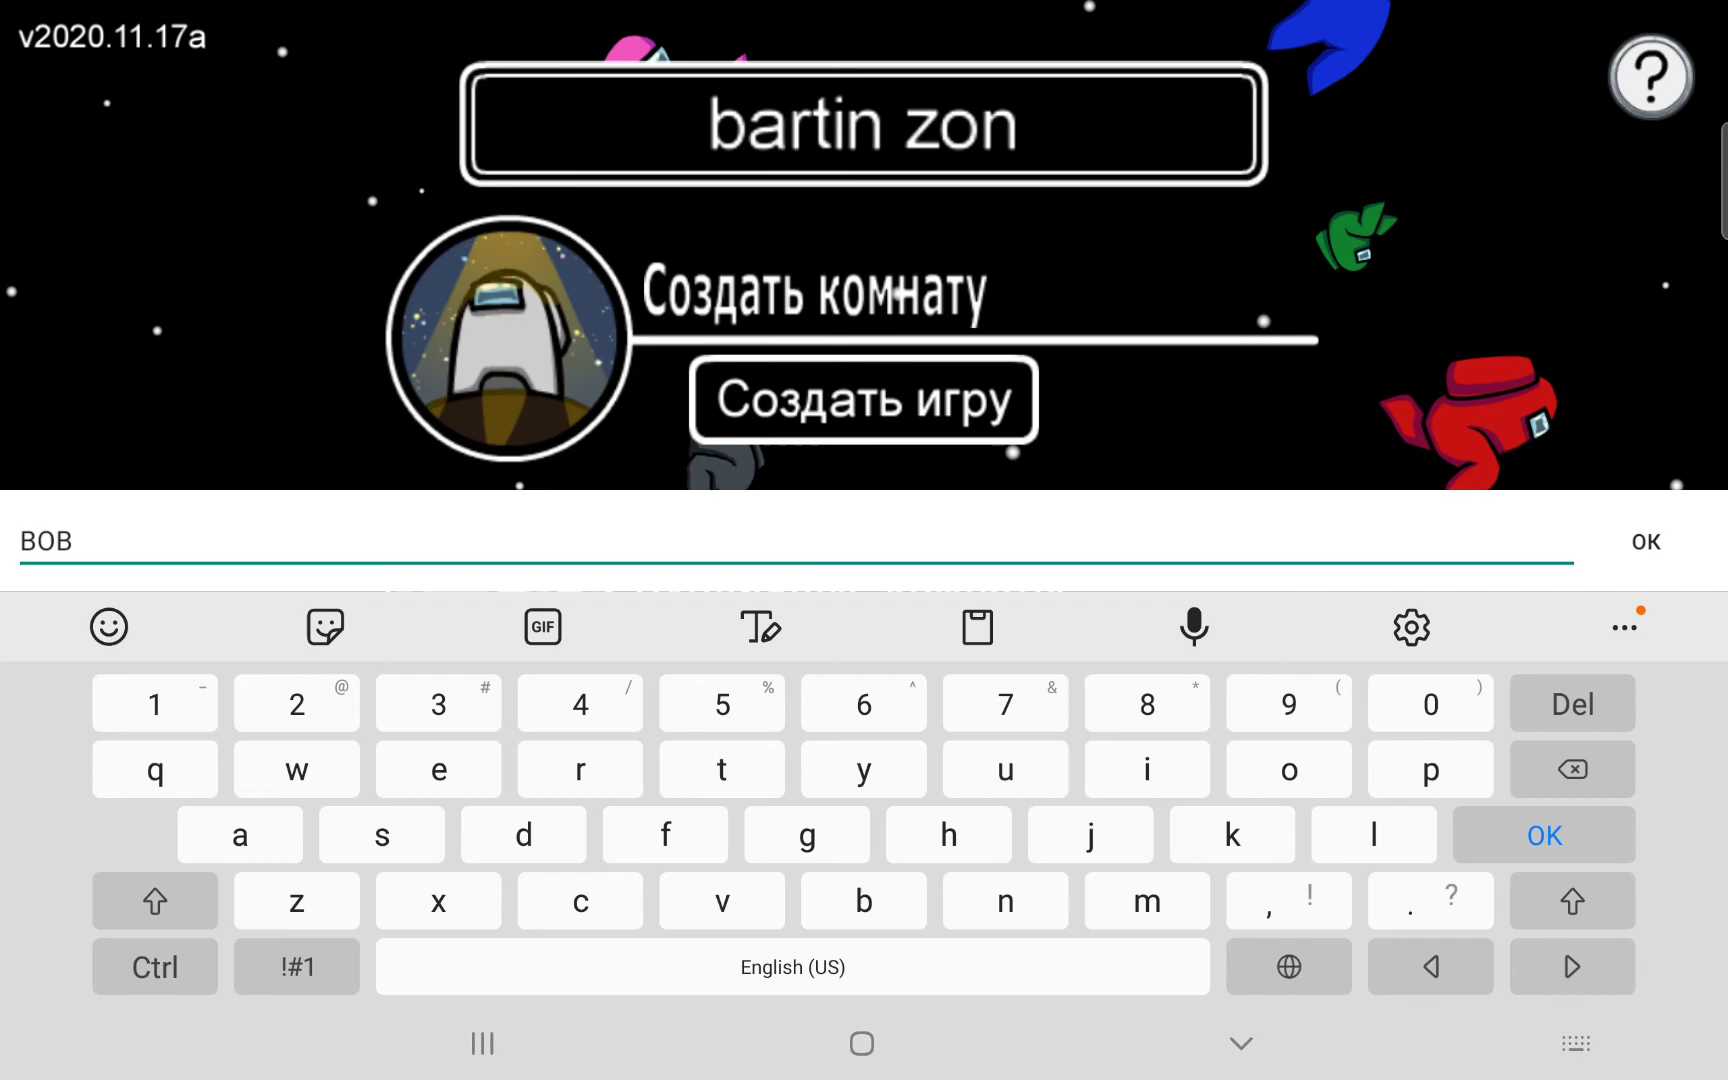 v2020.11.17a
?
bartin zon
Создать комнату
Создать игру
BOB
ОК
GIF
1 - 2 @ 3 # 4 / 5 % 6 ^ 7 & 8 * 9 ( 0 ) Del
q w e r t y u i o p
a s d f g h j k l OK
z x c v b n m , ! . ?
Ctrl !#1 English (US)